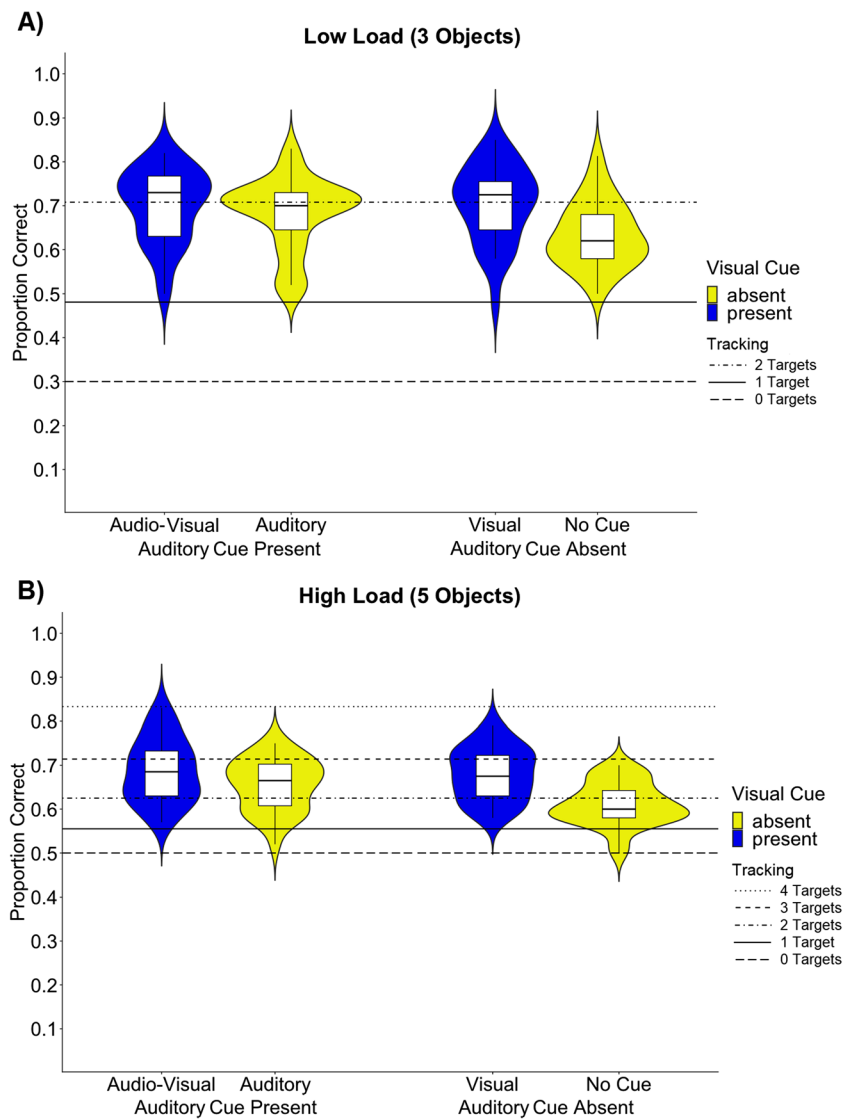 A)
Low Load (3 Objects)
Proportion Correct
1.0
0.9
0.8
0.7
0.6
0.5
0.4
0.3
0.2
0.1
Audio-Visual Auditory Visual No Cue
Auditory Cue Present Auditory Cue Absent
Visual Cue
absent
present
Tracking
2 Targets
1 Target
0 Targets
B)
High Load (5 Objects)
Proportion Correct
1.0
0.9
0.8
0.7
0.6
0.5
0.4
0.3
0.2
0.1
Audio-Visual Auditory Visual No Cue
Auditory Cue Present Auditory Cue Absent
Visual Cue
absent
present
Tracking
4 Targets
3 Targets
2 Targets
1 Target
0 Targets